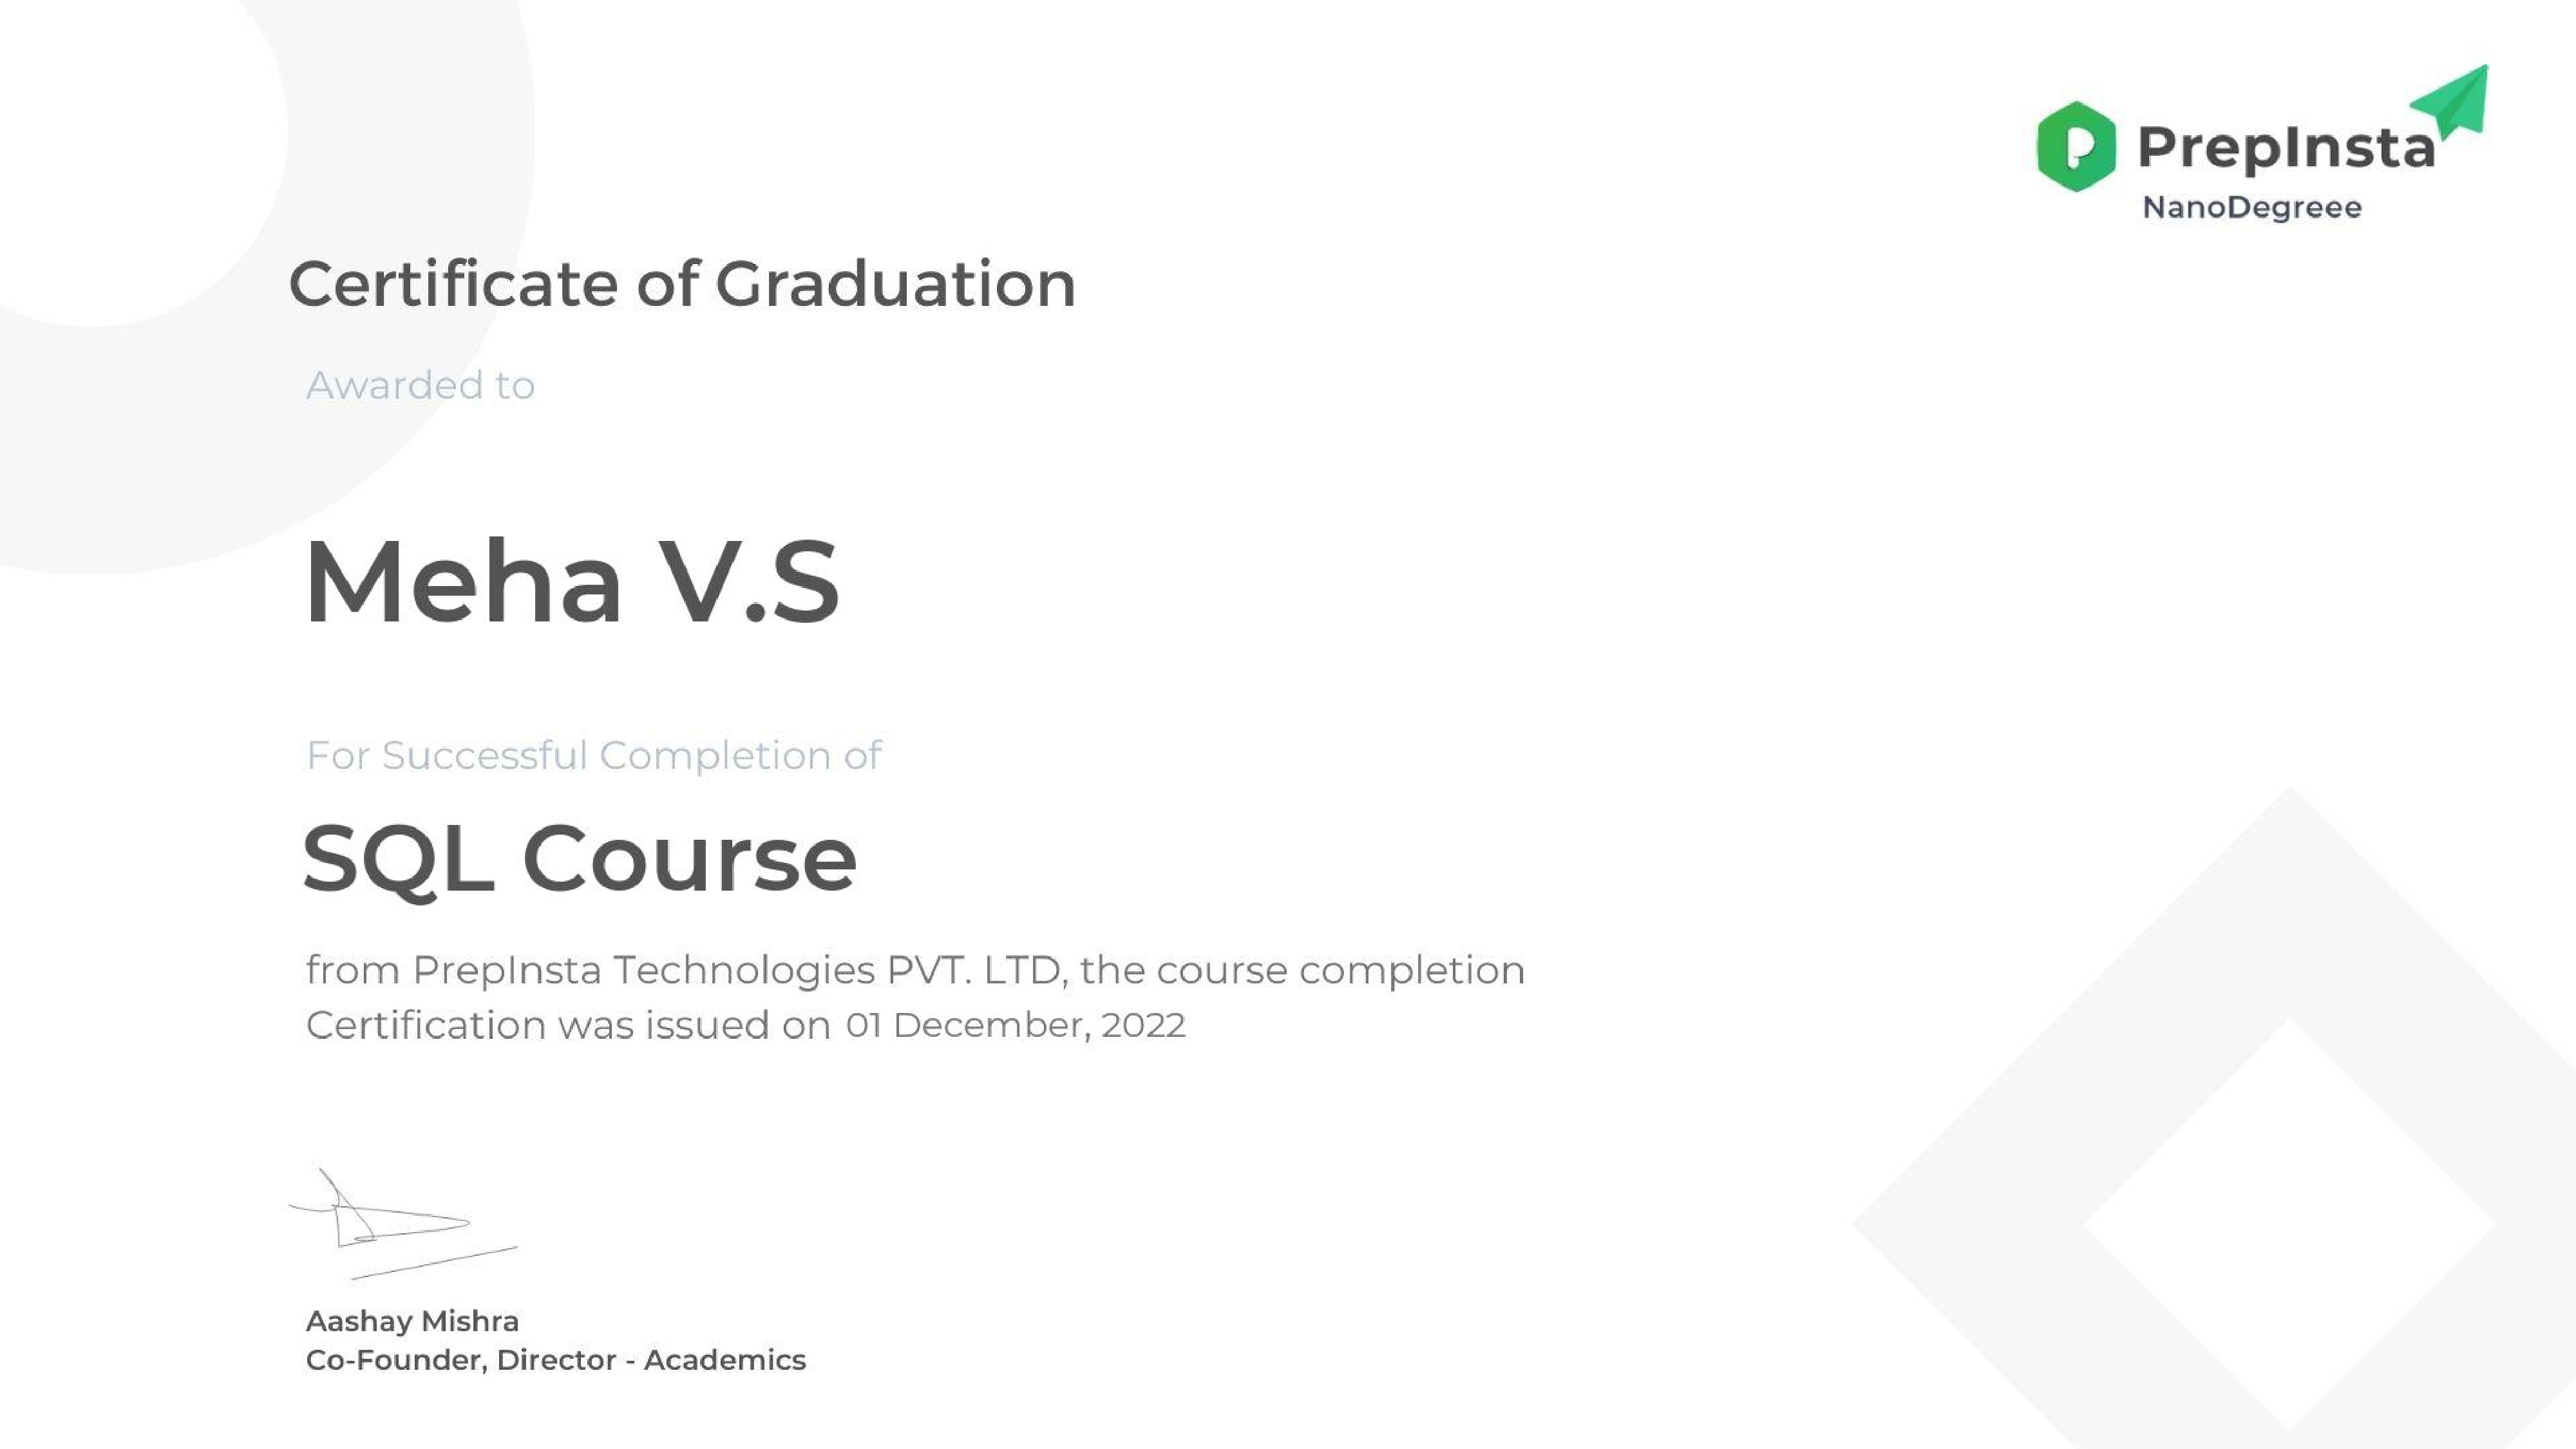 PrepInsta
NanoDegreee
Certificate of Graduation
Awarded to
Meha V.S
For Successful Completion of
SQL Course
from PrepInsta Technologies PVT. LTD, the course completion
Certification was issued on 01 December, 2022
Aashay Mishra
Co-Founder, Director - Academics